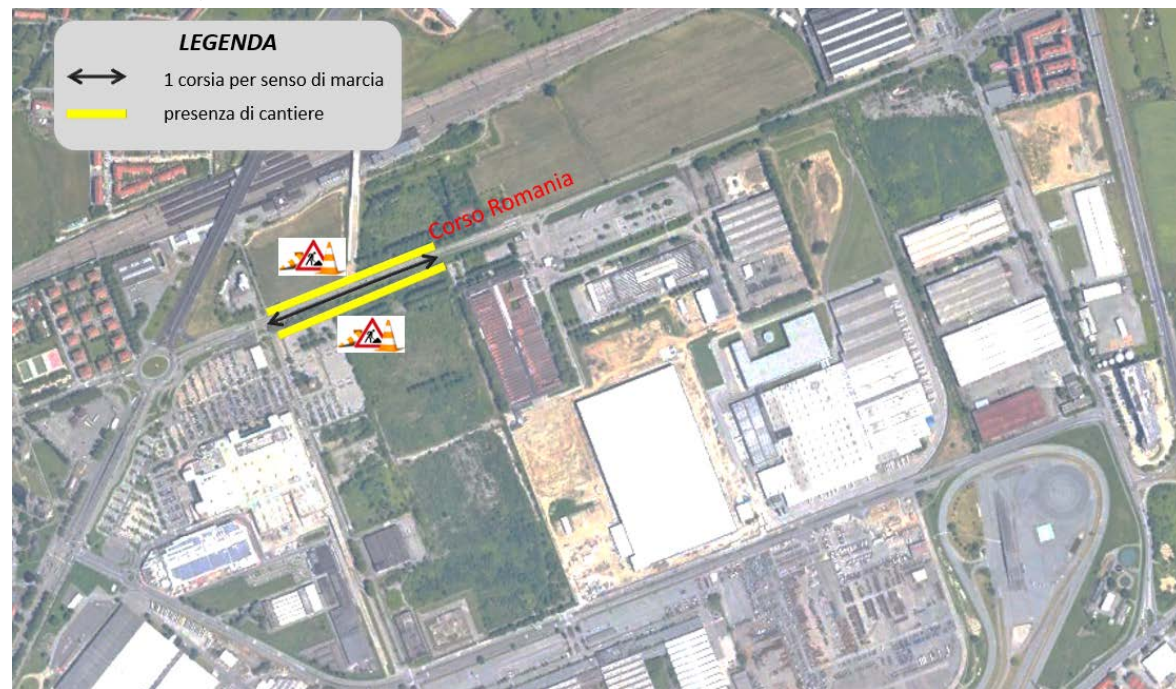 LEGENDA
1 corsia per senso di marcia
presenza di cantiere
Corso Romania